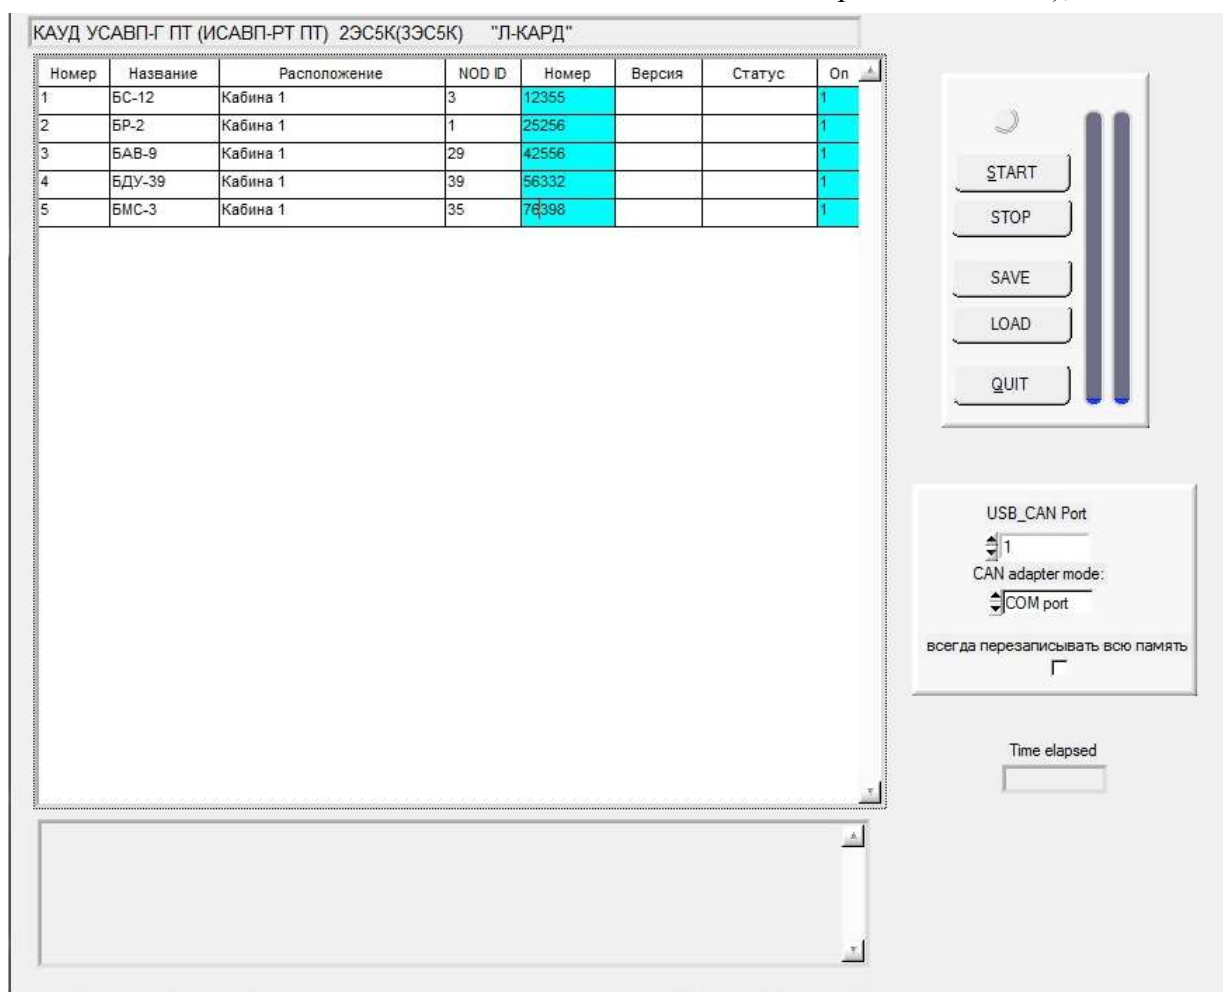 КАУД УСАВП-Г ПТ (ИСАВП-РТ ПТ) 2ЭС5К(3ЭС5К) "Л-КАРД"
Номер Название Расположение NOD ID Номер Версия Статус On
1 БС-12 Кабина 1 3 12355 1
2 БР-2 Кабина 1 1 25256 1
3 БАВ-9 Кабина 1 29 42556 1
4 БДУ-39 Кабина 1 39 56332 1
5 БМС-3 Кабина 1 35 76398 1
START
STOP
SAVE
LOAD
QUIT
USB_CAN Port
1
CAN adapter mode:
COM port
всегда перезаписывать всю память
Time elapsed